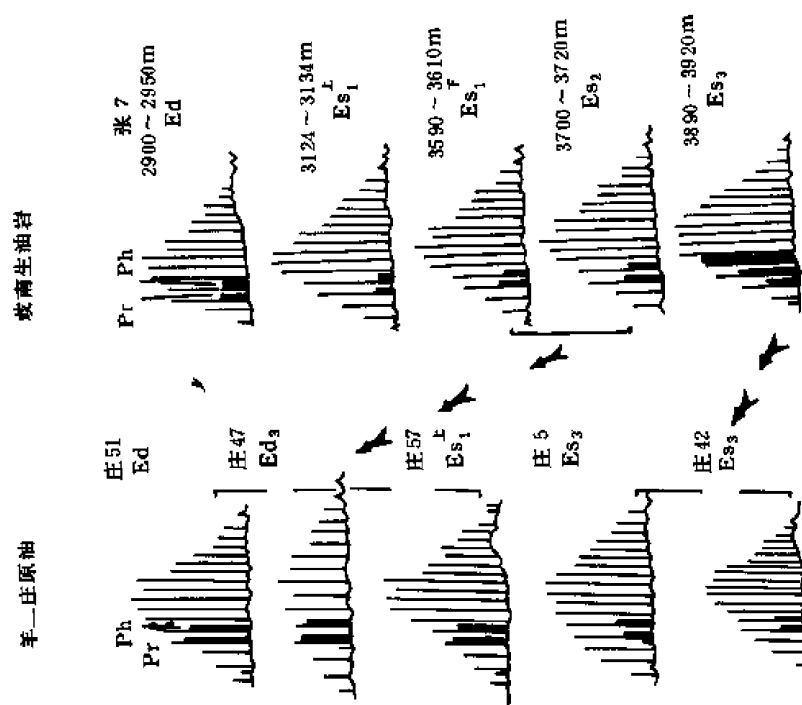 歧南生油岩
张7
2900～2950m
Ed
Pr
Ph
3124～3134m
Es₁上
3590～3610m
Es₁下
3700～3720m
Es₂
3890～3920m
Es₃
羊二庄原油
庄51
Ed
Ph
Pr
庄47
Ed₃
庄57
Es₁上
庄5
Es₃
庄42
Es₃